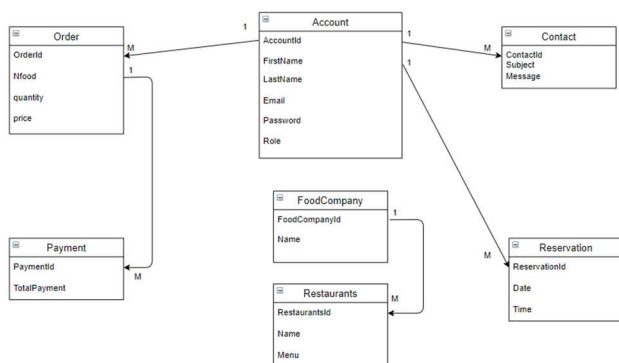 Order
OrderId
Nfood
quantity
price
1
M
Account
AccountId
FirstName
LastName
Email
Password
Role
1
M
Contact
ContactId
Subject
Message
1
1
M
FoodCompany
FoodCompanyId
Name
1
M
Payment
PaymentId
TotalPayment
M
Restaurants
RestaurantsId
Name
Menu
Reservation
ReservationId
Date
Time